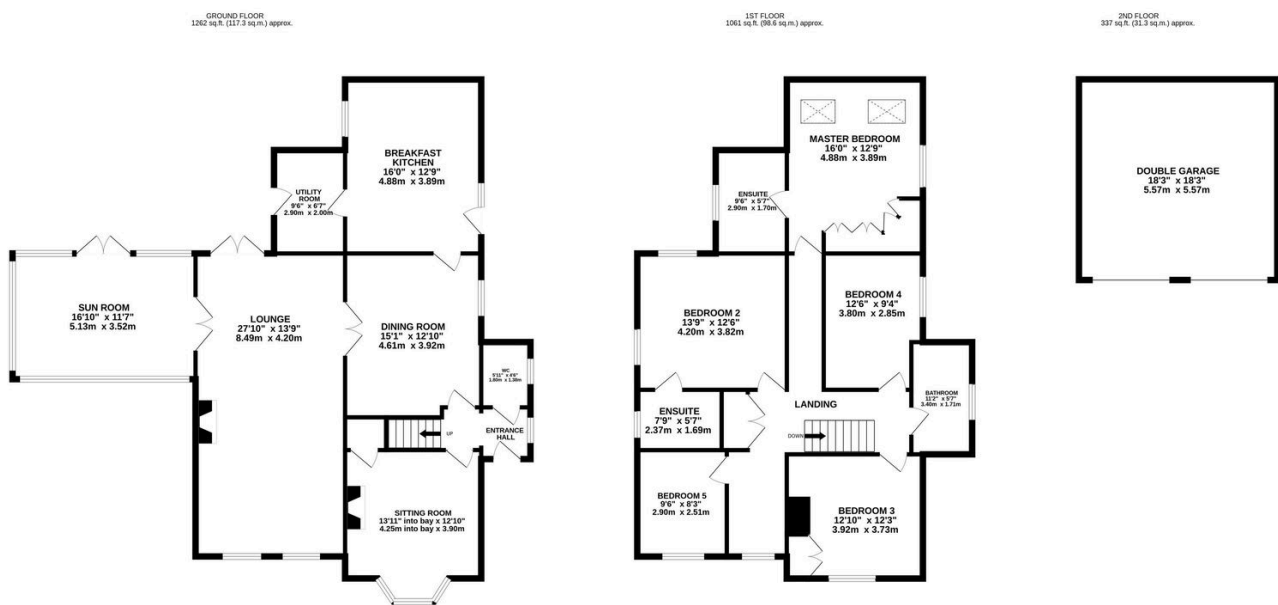 GROUND FLOOR
1262 sq.ft. (117.3 sq.m.) approx.
BREAKFAST
KITCHEN
16'0" x 12'9"
4.88m x 3.89m
UTILITY
ROOM
9'6" x 6'7"
2.90m x 2.00m
SUN ROOM
16'10" x 11'7"
5.13m x 3.52m
LOUNGE
27'10" x 13'9"
8.49m x 4.20m
DINING ROOM
15'1" x 12'10"
4.61m x 3.92m
WC
5'11" x 4'6"
1.80m x 1.38m
UP
ENTRANCE
HALL
SITTING ROOM
13'11" into bay x 12'10"
4.25m into bay x 3.90m
1ST FLOOR
1061 sq.ft. (98.6 sq.m.) approx.
MASTER BEDROOM
16'0" x 12'9"
4.88m x 3.89m
ENSUITE
9'6" x 5'7"
2.90m x 1.70m
BEDROOM 2
13'9" x 12'6"
4.20m x 3.82m
BEDROOM 4
12'6" x 9'4"
3.80m x 2.85m
BATHROOM
11'2" x 5'7"
3.40m x 1.71m
ENSUITE
7'9" x 5'7"
2.37m x 1.69m
LANDING
DOWN
BEDROOM 5
9'6" x 8'3"
2.90m x 2.51m
BEDROOM 3
12'10" x 12'3"
3.92m x 3.73m
2ND FLOOR
337 sq.ft. (31.3 sq.m.) approx.
DOUBLE GARAGE
18'3" x 18'3"
5.57m x 5.57m